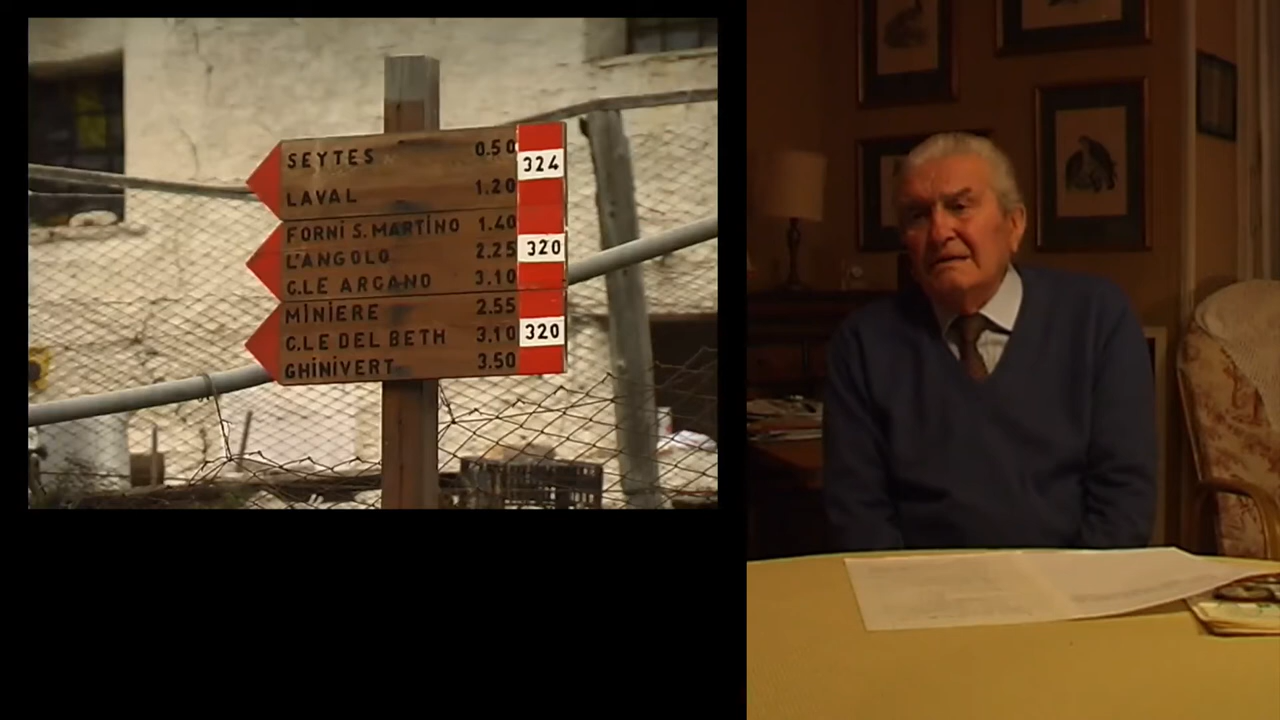 SEYTES 0.50
324
LAVAL 1.20
FORNI S. MARTINO 1.40
L'ANGOLO 2.25
320
C.LE ARCANO 3.10
MINIERE 2.55
C.LE DEL BETH 3.10
320
GHINIVERT 3.50